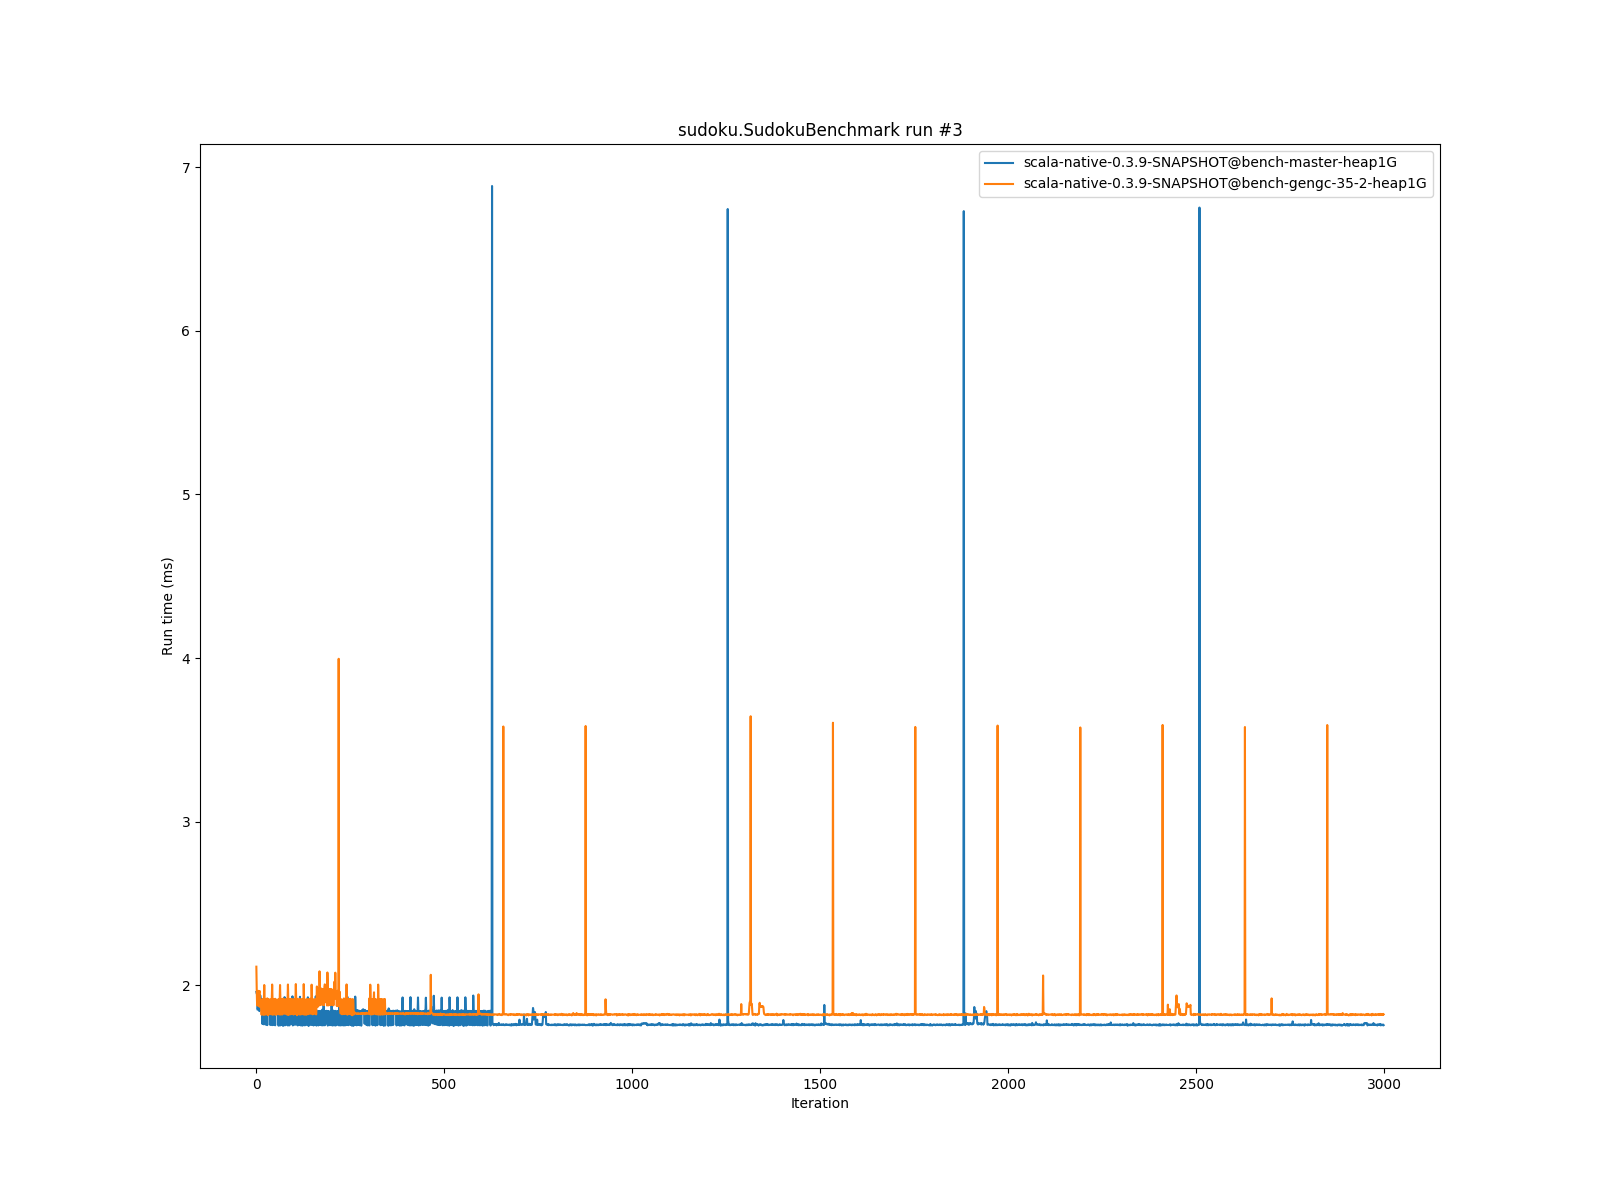 sudoku.SudokuBenchmark run #3
scala-native-0.3.9-SNAPSHOT@bench-master-heap1G
scala-native-0.3.9-SNAPSHOT@bench-gengc-35-2-heap1G
7
6
5
4
3
2
Run time (ms)
0 500 1000 1500 2000 2500 3000
Iteration